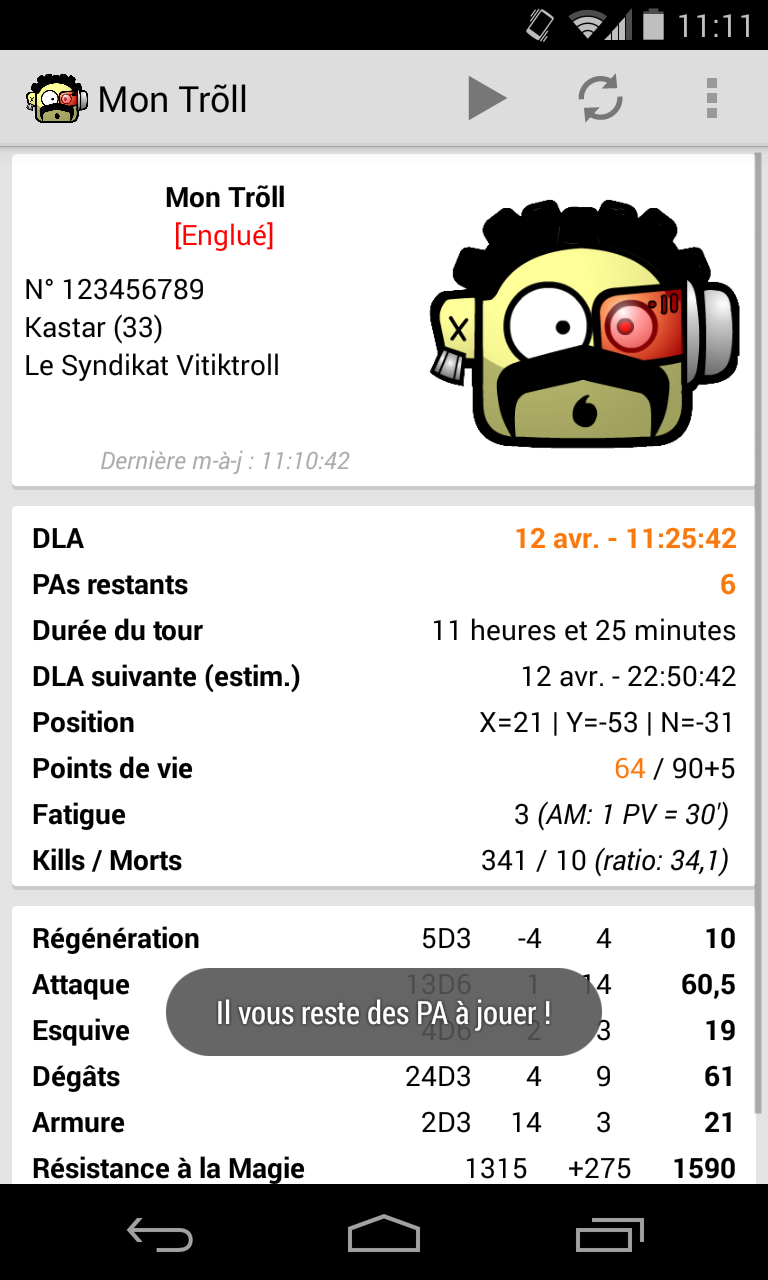 11:11
Mon Trõll
Mon Trõll
[Englué]
N° 123456789
Kastar (33)
Le Syndikat Vitiktroll
Dernière m-à-j : 11:10:42
DLA 12 avr. - 11:25:42
PAs restants 6
Durée du tour 11 heures et 25 minutes
DLA suivante (estim.) 12 avr. - 22:50:42
Position X=21 | Y=-53 | N=-31
Points de vie 64 / 90+5
Fatigue 3 (AM: 1 PV = 30')
Kills / Morts 341 / 10 (ratio: 34,1)
Régénération 5D3 -4 4 10
Attaque 13D6 1 14 60,5
Il vous reste des PA à jouer !
Esquive 4D6 2 3 19
Dégâts 24D3 4 9 61
Armure 2D3 14 3 21
Résistance à la Magie 1315 +275 1590